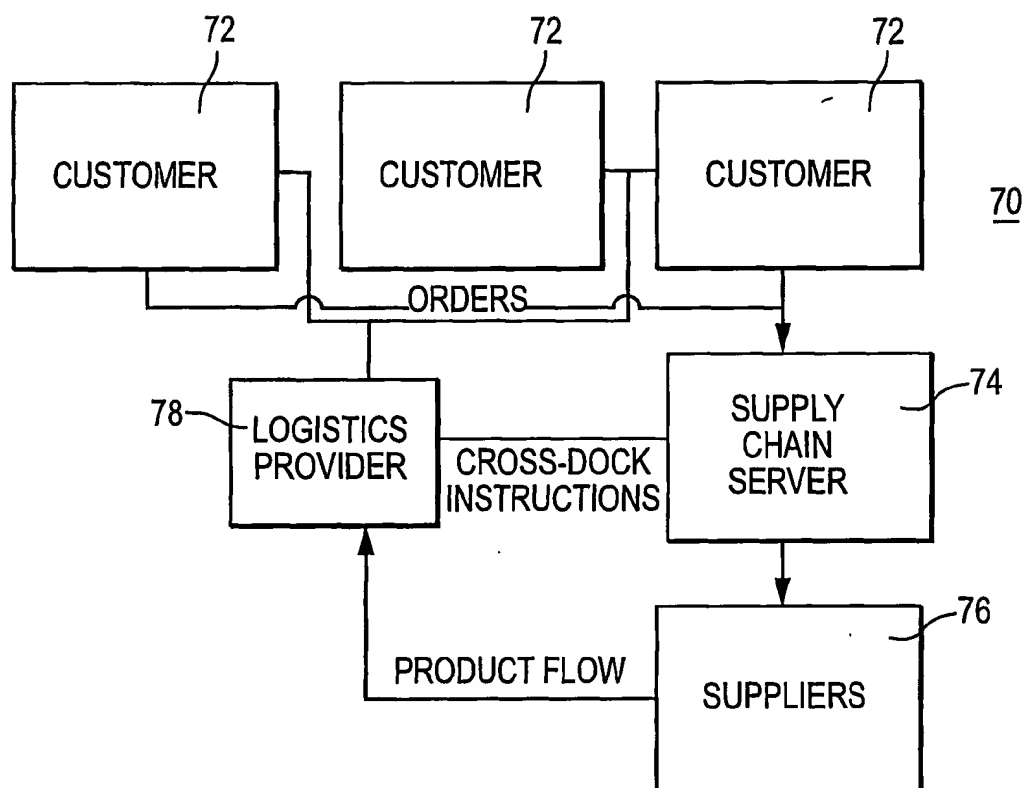 72
72
72
CUSTOMER
CUSTOMER
CUSTOMER
70
ORDERS
74
78
LOGISTICS
PROVIDER
SUPPLY
CHAIN
SERVER
CROSS-DOCK
INSTRUCTIONS
76
PRODUCT FLOW
SUPPLIERS